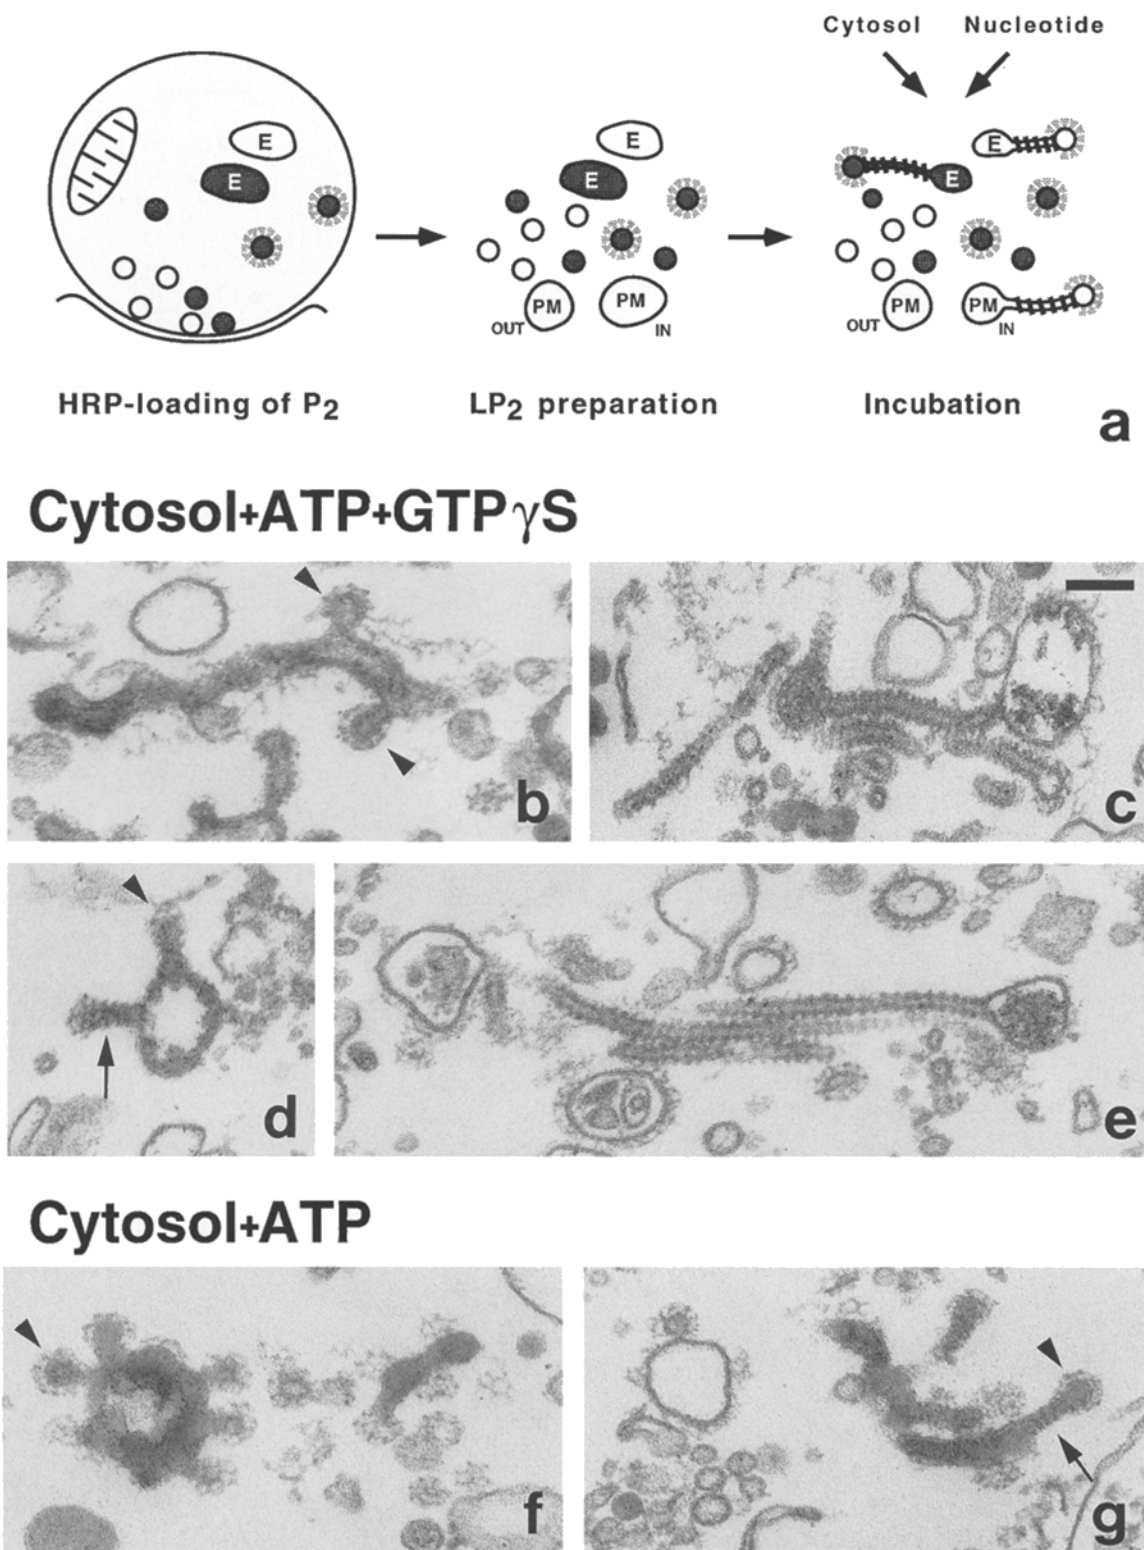 Cytosol Nucleotide
E
E
E
E
E
E
PM
OUT
PM
IN
PM
OUT
PM
IN
HRP-loading of P2
LP2 preparation
Incubation
a
Cytosol+ATP+GTPγS
b
c
d
e
Cytosol+ATP
f
g